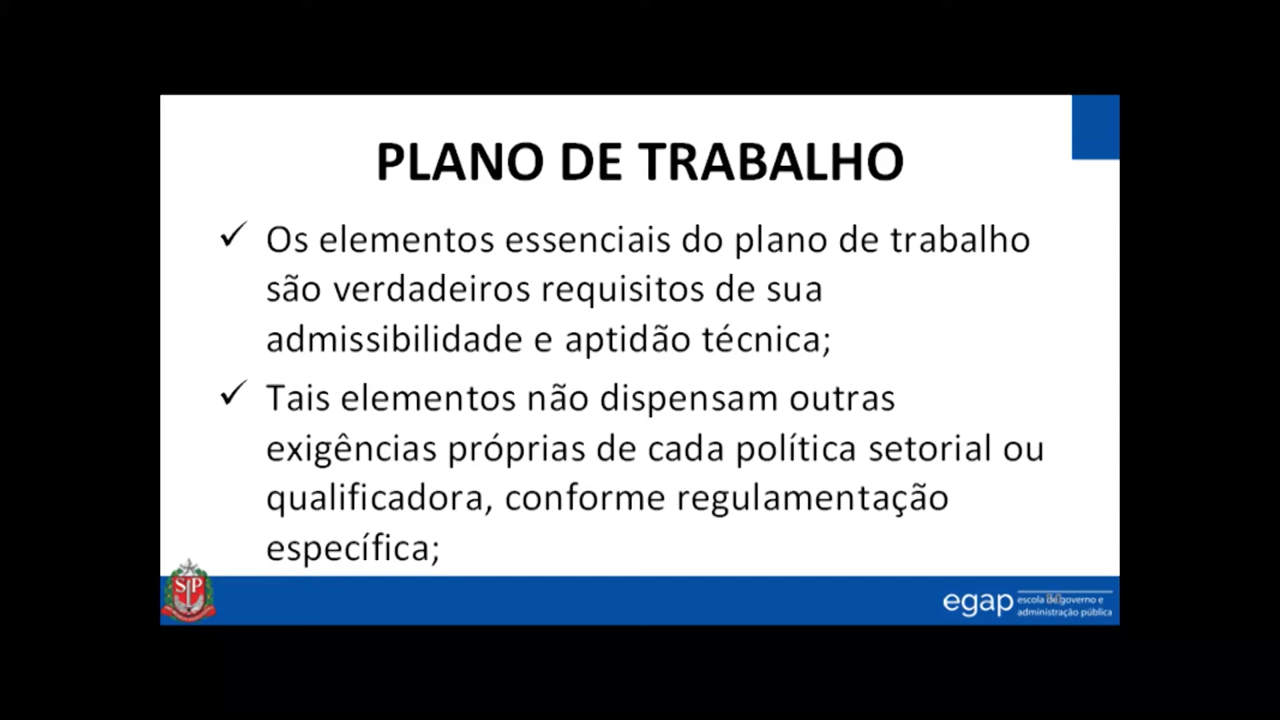 PLANO DE TRABALHO
✓ Os elementos essenciais do plano de trabalho
são verdadeiros requisitos de sua
admissibilidade e aptidão técnica;
✓ Tais elementos não dispensam outras
exigências próprias de cada política setorial ou
qualificadora, conforme regulamentação
específica;
SP
egap
escola de governo e
administração pública